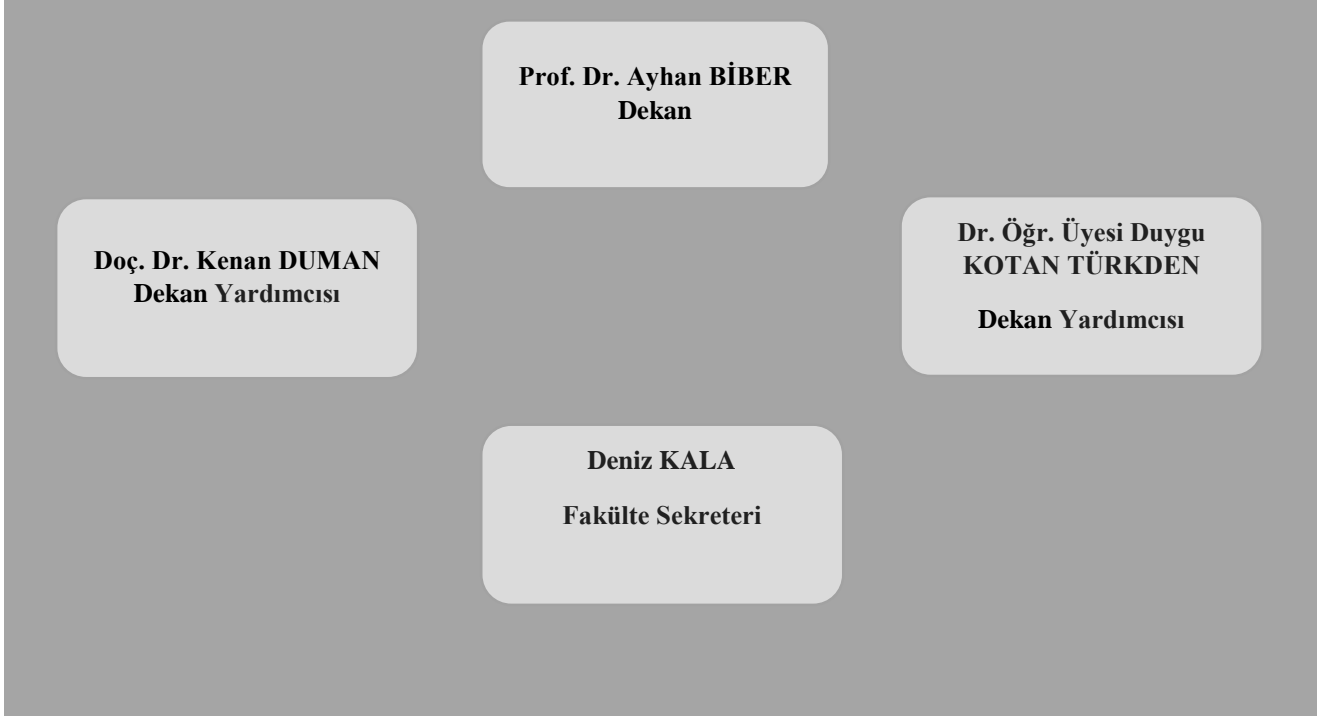 Prof. Dr. Ayhan BİBER
Dekan
Doç. Dr. Kenan DUMAN
Dekan Yardımcısı
Dr. Öğr. Üyesi Duygu
KOTAN TÜRKDEN
Dekan Yardımcısı
Deniz KALA
Fakülte Sekreteri